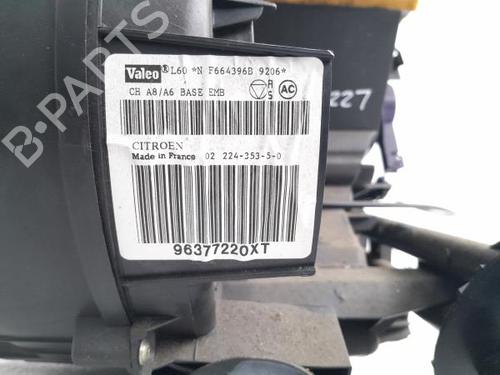 Valeo L60 *N F664396B 9206*
CH A8/A6 BASE EMB
R
S
AC
CITROEN
Made in France 02 224-353-5-0
96377220XT
227
B-PARTS